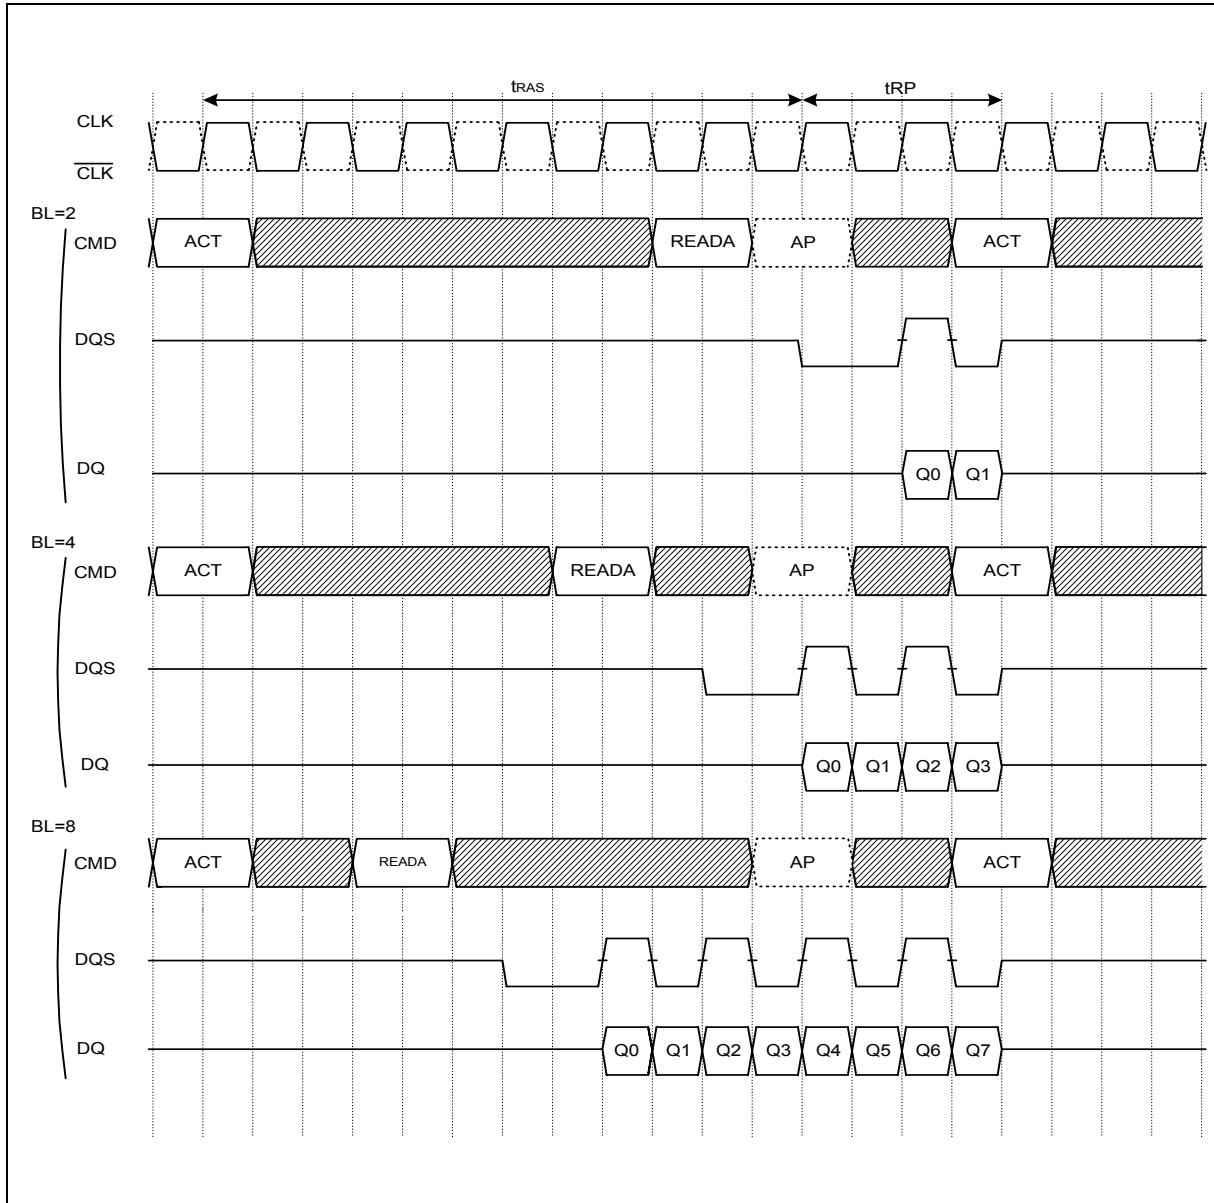 tRAS tRP
CLK
CLK
BL=2
CMD ACT READA AP ACT
DQS
DQ Q0 Q1
BL=4
CMD ACT READA AP ACT
DQS
DQ Q0 Q1 Q2 Q3
BL=8
CMD ACT READA AP ACT
DQS
DQ Q0 Q1 Q2 Q3 Q4 Q5 Q6 Q7